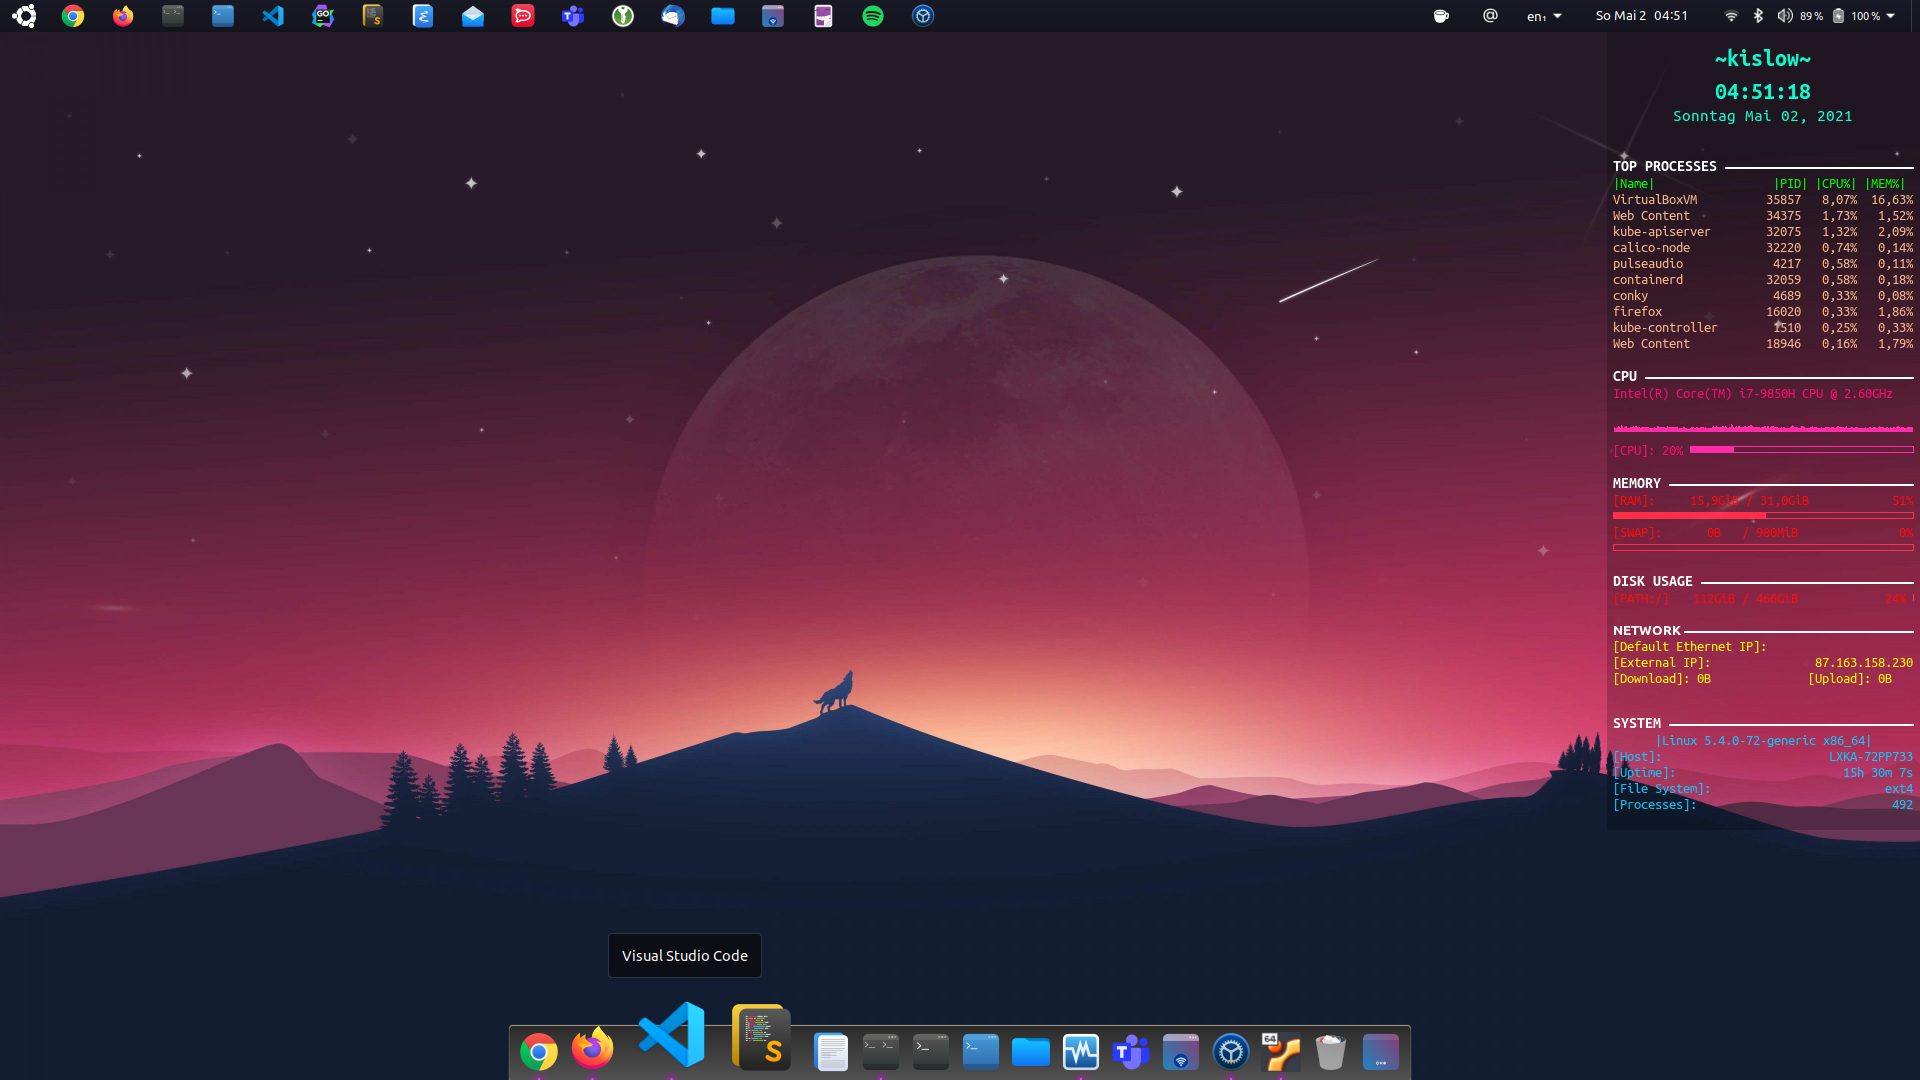 en₁
So Mai 2 04:51
89 %
100 %
~kislow~
04:51:18
Sonntag Mai 02, 2021
TOP PROCESSES
|Name| |PID| |CPU%| |MEM%|
VirtualBoxVM 35857 8,07% 16,63%
Web Content 34375 1,73% 1,52%
kube-apiserver 32075 1,32% 2,09%
calico-node 32220 0,74% 0,14%
pulseaudio 4217 0,58% 0,11%
containerd 32059 0,58% 0,18%
conky 4689 0,33% 0,08%
firefox 16020 0,33% 1,86%
kube-controller 1510 0,25% 0,33%
Web Content 18946 0,16% 1,79%
CPU
Intel(R) Core(TM) i7-9850H CPU @ 2.60GHz
[CPU]: 20%
MEMORY
[RAM]: 15,9GiB / 31,0GiB 51%
[SWAP]: 0B / 980MiB 0%
DISK USAGE
[PATH:/] 112GiB / 466GiB 24%
NETWORK
[Default Ethernet IP]:
[External IP]: 87.163.158.230
[Download]: 0B [Upload]: 0B
SYSTEM
|Linux 5.4.0-72-generic x86_64|
[Host]: LXKA-72PP733
[Uptime]: 15h 30m 7s
[File System]: ext4
[Processes]: 492
Visual Studio Code
64